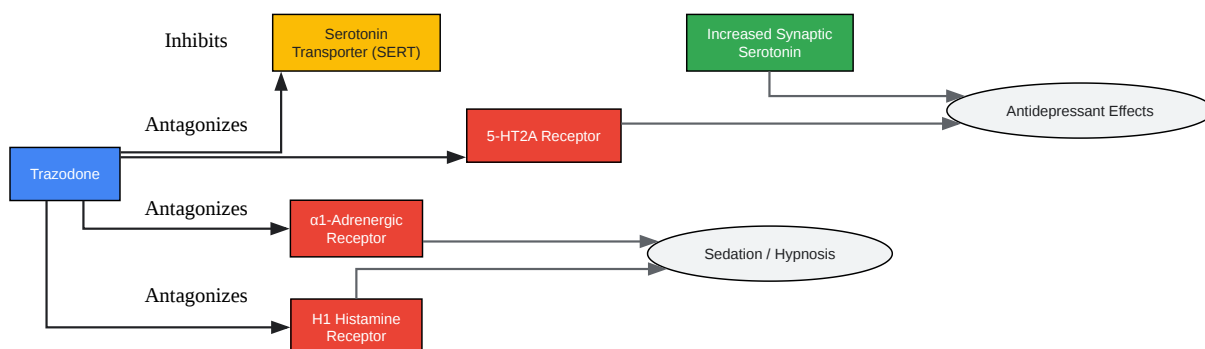 Inhibits
Serotonin
Transporter (SERT)
Increased Synaptic
Serotonin
Antidepressant Effects
Antagonizes
5-HT2A Receptor
Trazodone
Antagonizes
α1-Adrenergic
Receptor
Sedation / Hypnosis
Antagonizes
H1 Histamine
Receptor